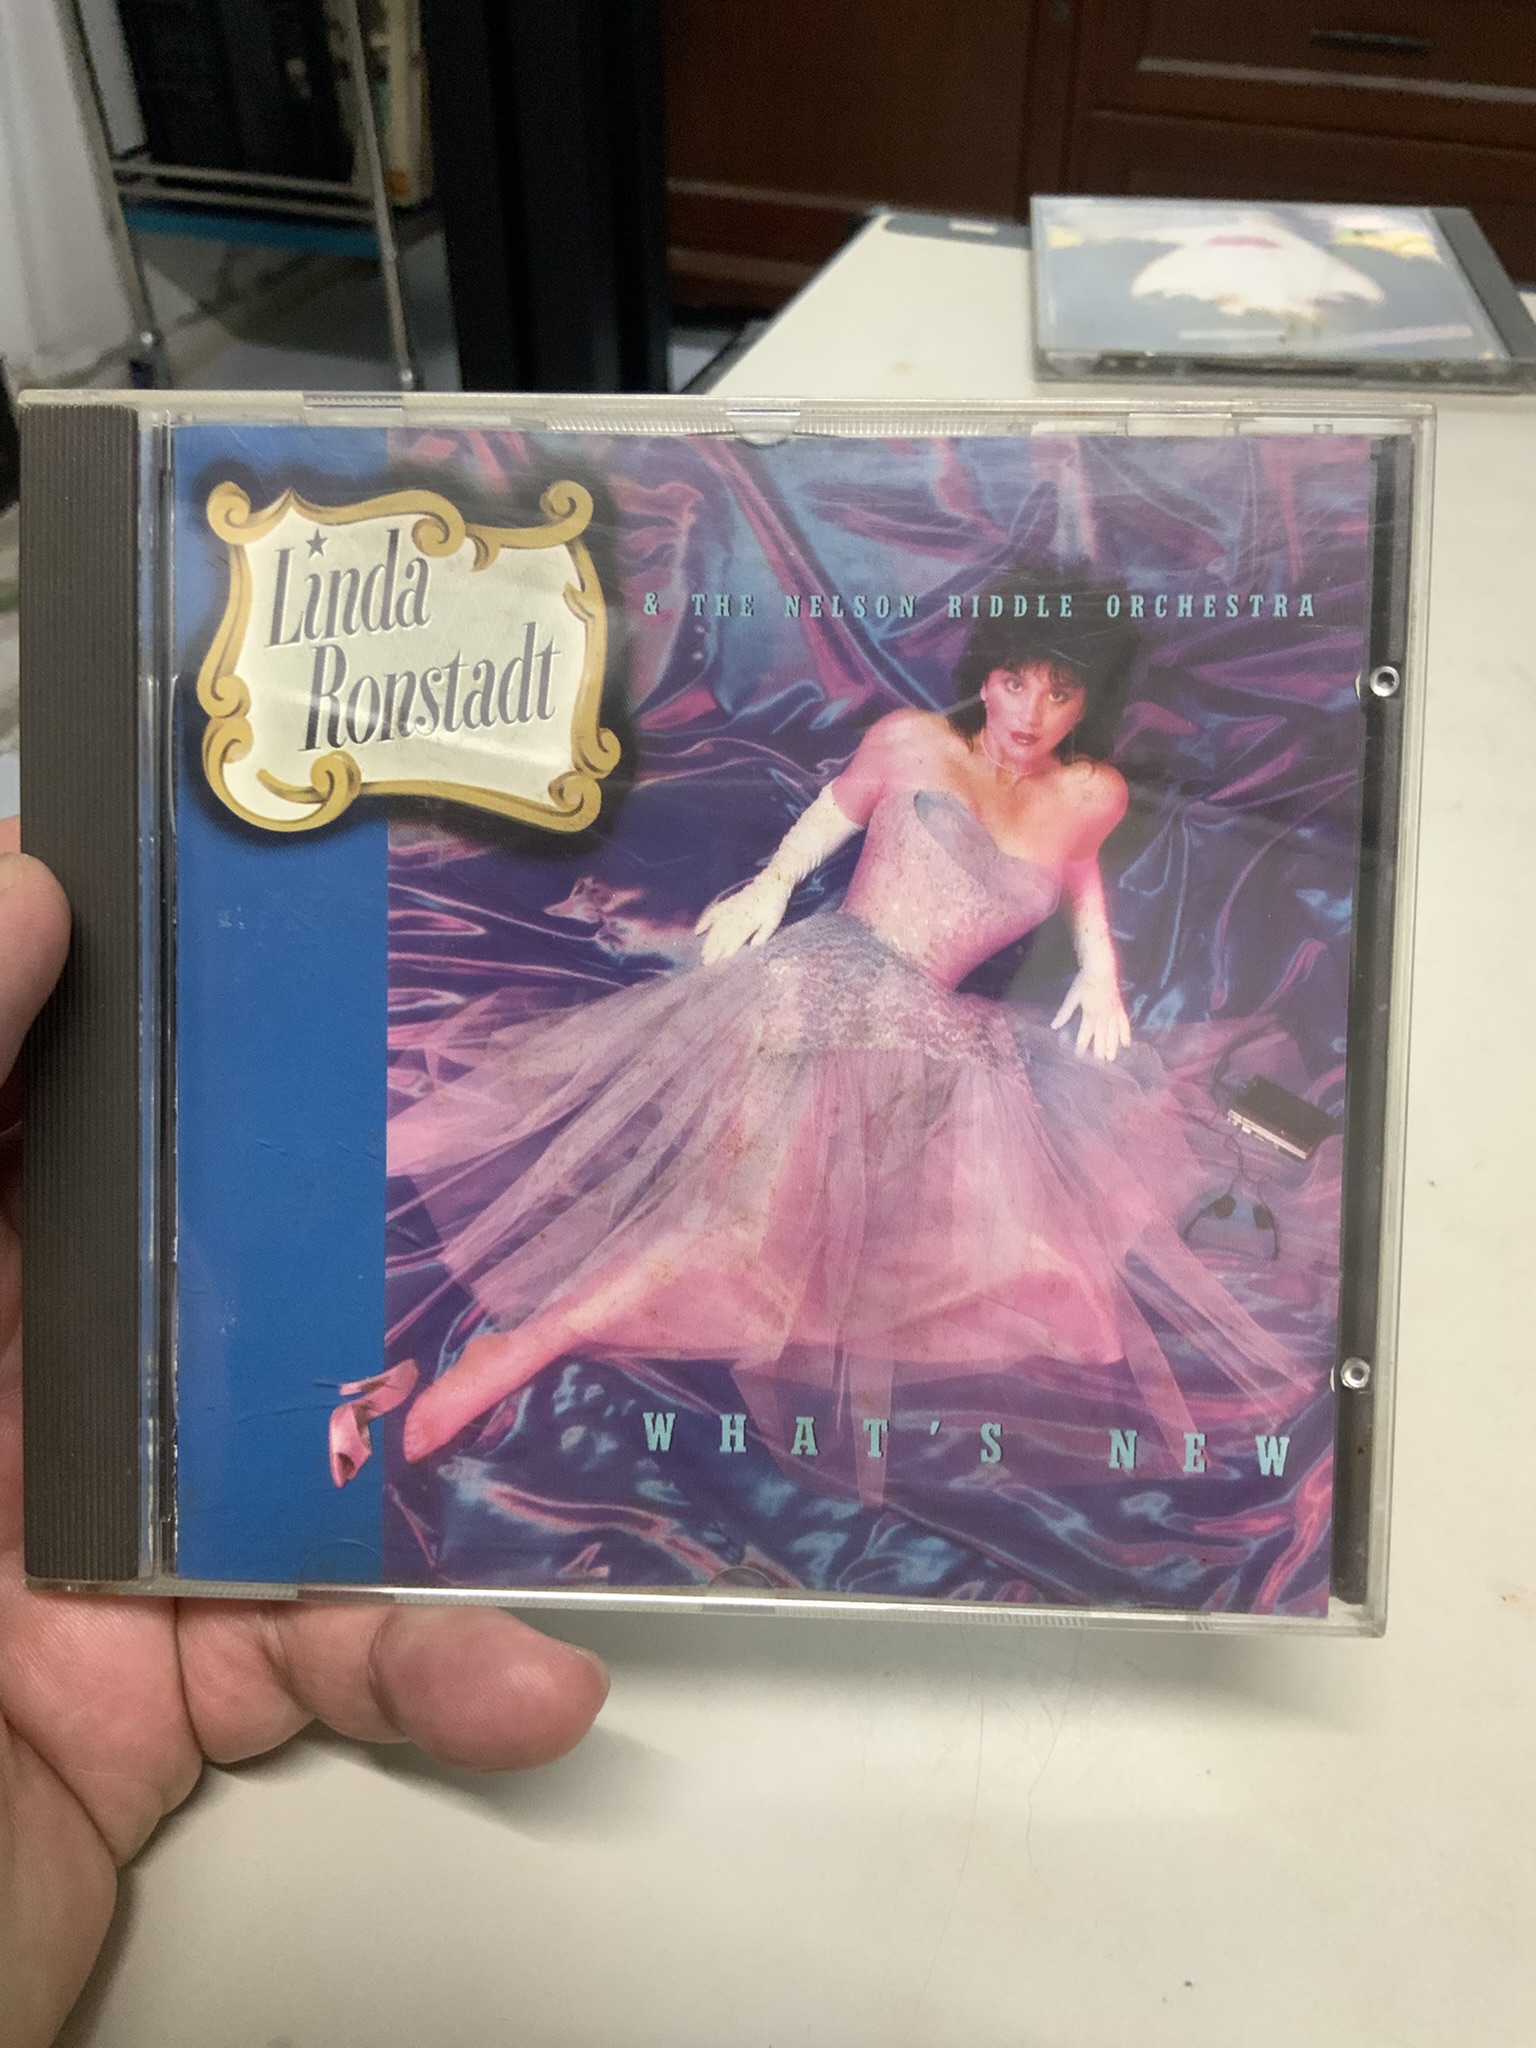 Linda
Ronstadt
& THE NELSON RIDDLE ORCHESTRA
WHAT'S NEW